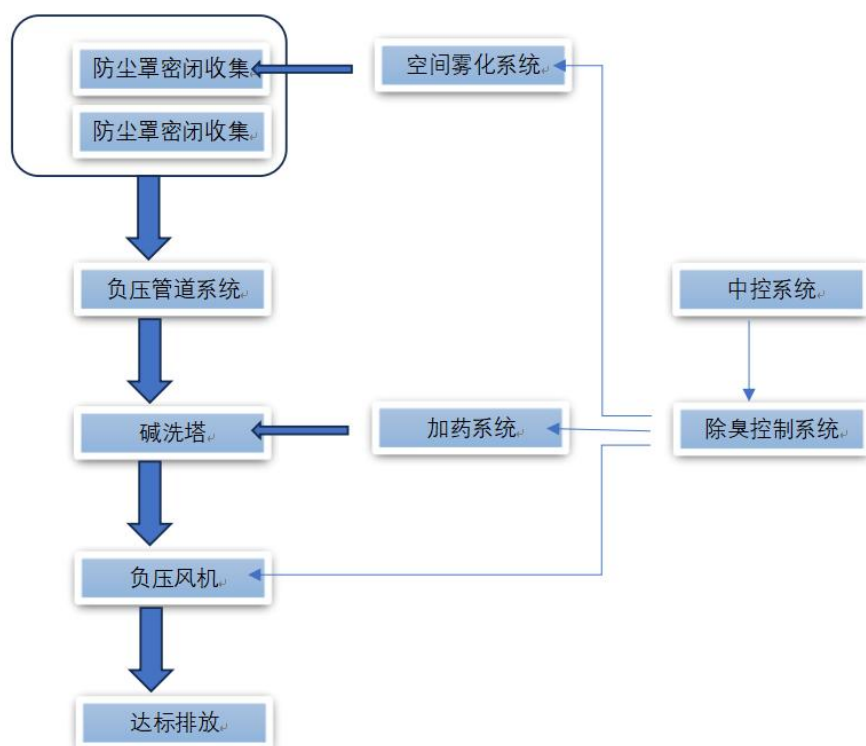 防尘罩密闭收集
空间雾化系统
防尘罩密闭收集
负压管道系统
中控系统
碱洗塔
加药系统
除臭控制系统
负压风机
达标排放